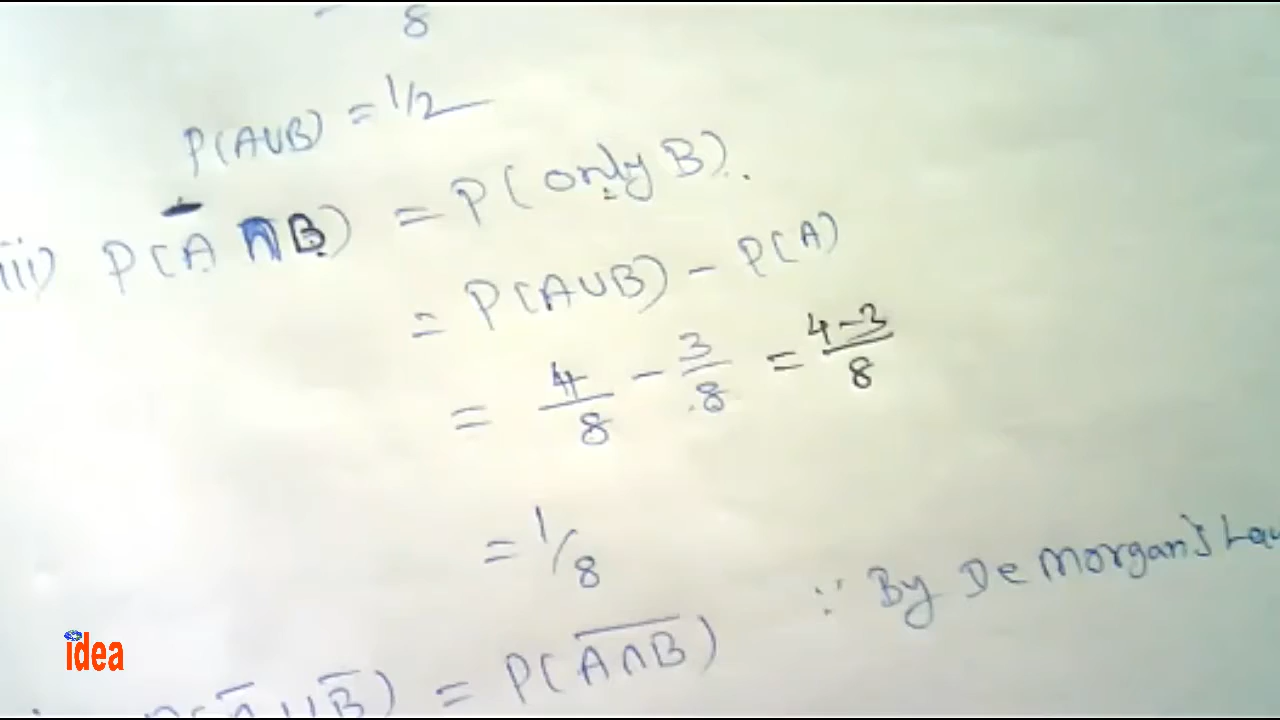 8
P(A∪B) = 1/2
iii) P(A̅ ∩ B) = P(only B).
= P(A∪B) - P(A)
= 4/8 - 3/8 = 4-3/8
= 1/8
∵ By De Morgan's Law
P(A̅ ∪ B̅) = P(A̅∩̅B̅)
idea